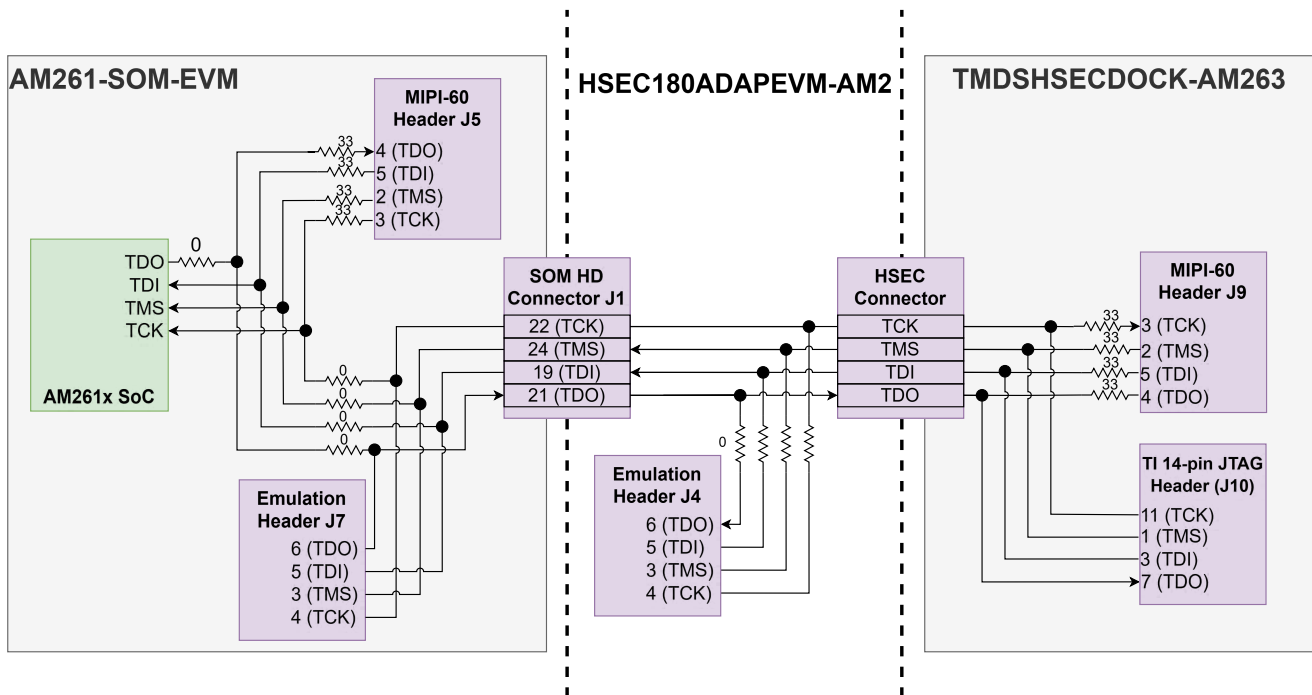 AM261-SOM-EVM
HSEC180ADAPEVM-AM2
TMDSHSECDOCK-AM263
MIPI-60
Header J5
33
4 (TDO)
33
5 (TDI)
33
2 (TMS)
33
3 (TCK)
0
TDO
TDI
TMS
TCK
AM261x SoC
0
0
0
0
SOM HD
Connector J1
22 (TCK)
24 (TMS)
19 (TDI)
21 (TDO)
Emulation
Header J7
6 (TDO)
5 (TDI)
3 (TMS)
4 (TCK)
0
Emulation
Header J4
6 (TDO)
5 (TDI)
3 (TMS)
4 (TCK)
HSEC
Connector
TCK
TMS
TDI
TDO
MIPI-60
Header J9
33
3 (TCK)
33
2 (TMS)
33
5 (TDI)
33
4 (TDO)
TI 14-pin JTAG
Header (J10)
11 (TCK)
1 (TMS)
3 (TDI)
7 (TDO)